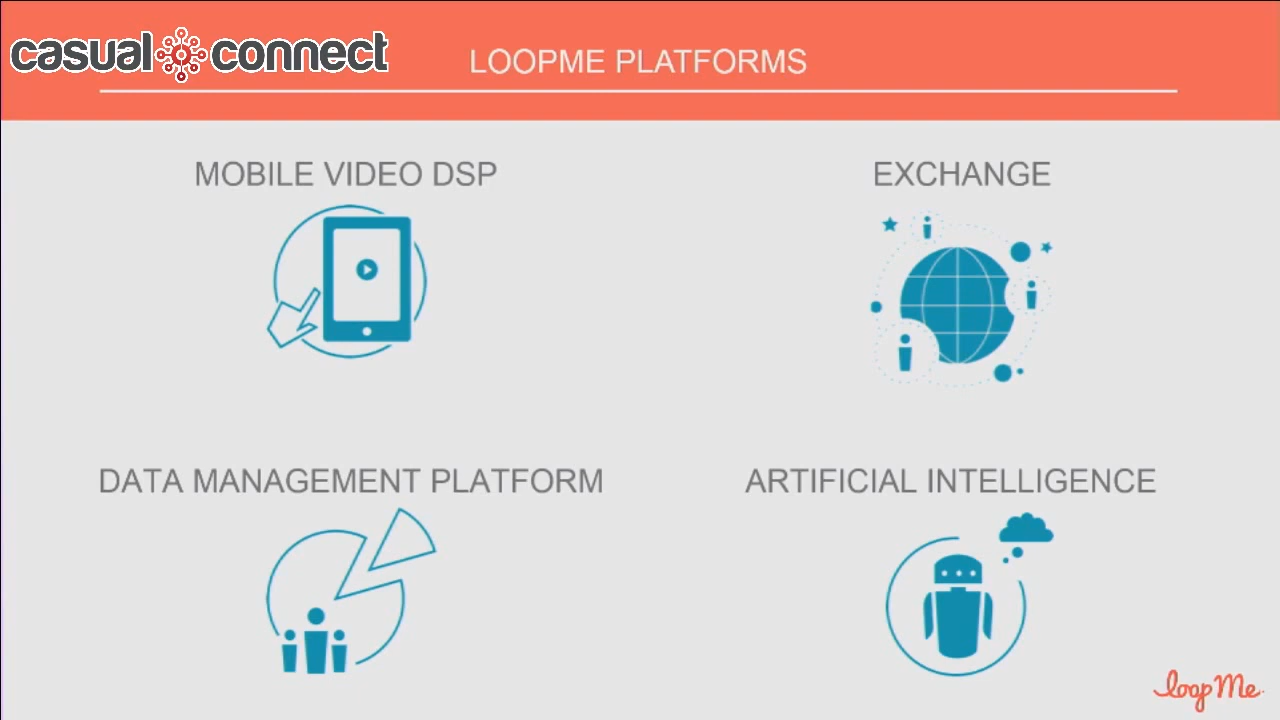 casual connect
LOOPME PLATFORMS
MOBILE VIDEO DSP
EXCHANGE
DATA MANAGEMENT PLATFORM
ARTIFICIAL INTELLIGENCE
loopMe